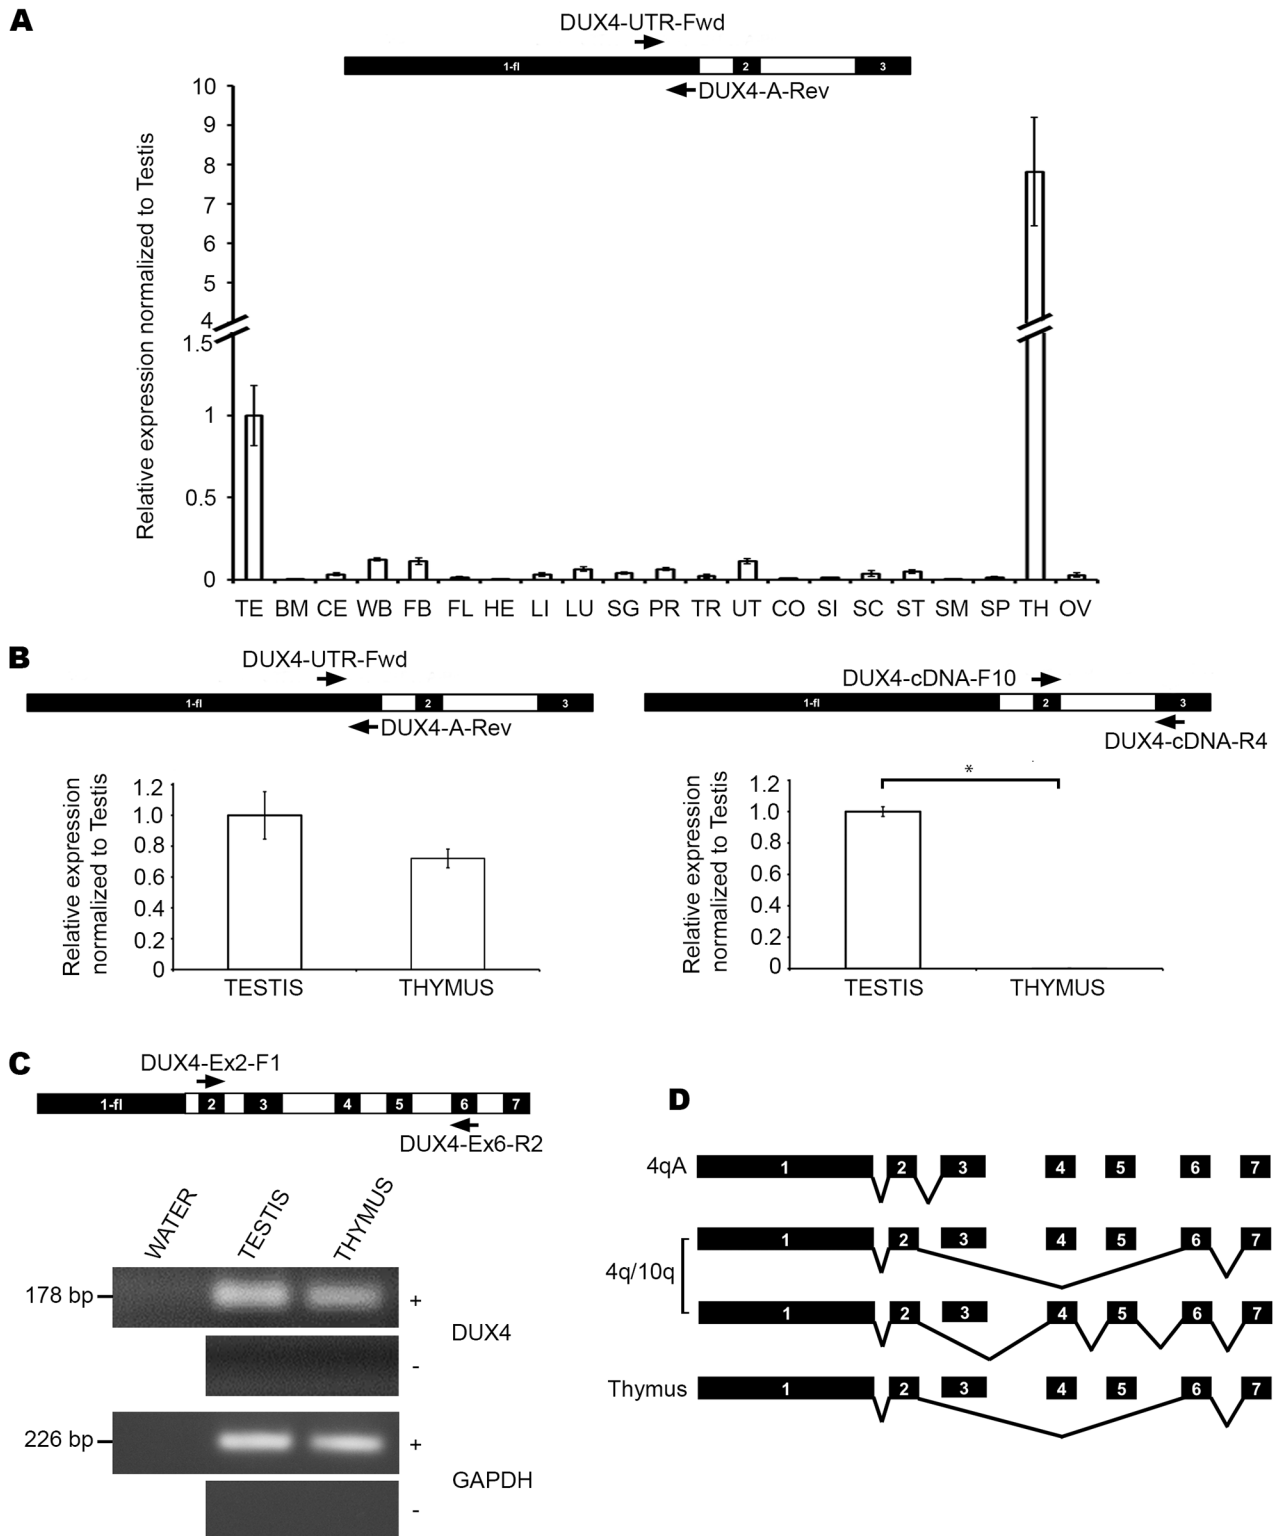 A
DUX4-UTR-Fwd
1-fl 2 3
DUX4-A-Rev
Relative expression normalized to Testis
10
9
8
7
6
5
4
1.5
1
0.5
0
TE BM CE WB FB FL HE LI LU SG PR TR UT CO SI SC ST SM SP TH OV
B
DUX4-UTR-Fwd
1-fl 2 3
DUX4-A-Rev
Relative expression
normalized to Testis
1.2
1.0
0.8
0.6
0.4
0.2
0
TESTIS THYMUS
DUX4-cDNA-F10
1-fl 2 3
DUX4-cDNA-R4
Relative expression
normalized to Testis
*
1.2
1.0
0.8
0.6
0.4
0.2
0
TESTIS THYMUS
C
DUX4-Ex2-F1
1-fl 2 3 4 5 6 7
DUX4-Ex6-R2
WATER TESTIS THYMUS
178 bp +
DUX4
-
226 bp +
GAPDH
-
D
4qA 1 2 3 4 5 6 7
4q/10q
1 2 3 4 5 6 7
1 2 3 4 5 6 7
Thymus 1 2 3 4 5 6 7